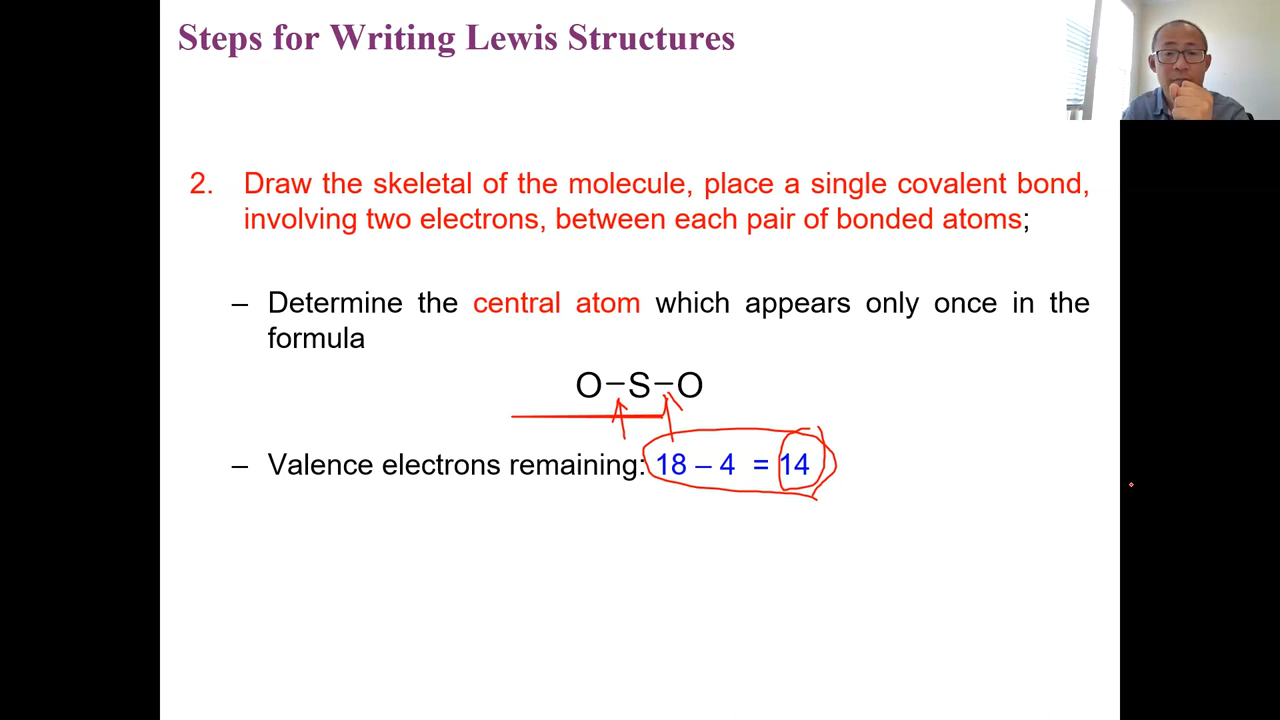 Steps for Writing Lewis Structures
2. Draw the skeletal of the molecule, place a single covalent bond,
involving two electrons, between each pair of bonded atoms;
– Determine the central atom which appears only once in the
formula
O–S–O
– Valence electrons remaining: 18 – 4 = 14